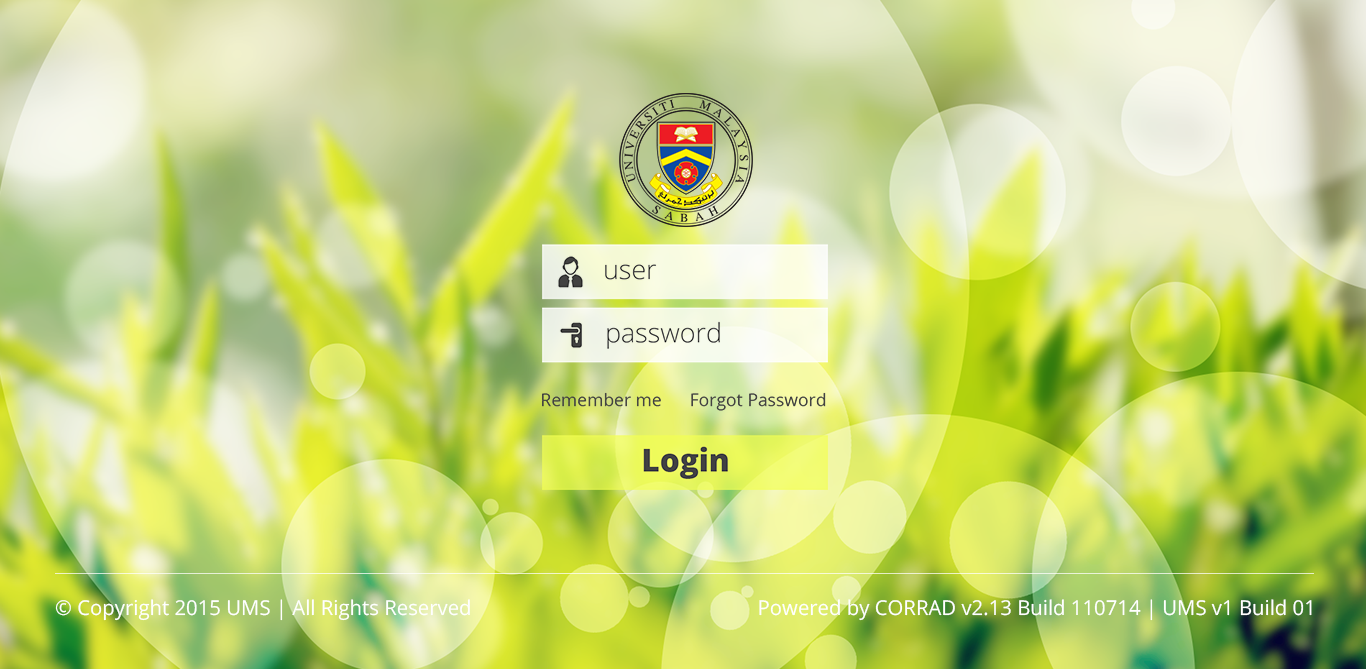 UNIVERSITI MALAYSIA
SABAH
user
password
Remember me Forgot Password
Login
© Copyright 2015 UMS | All Rights Reserved
Powered by CORRAD v2.13 Build 110714 | UMS v1 Build 01